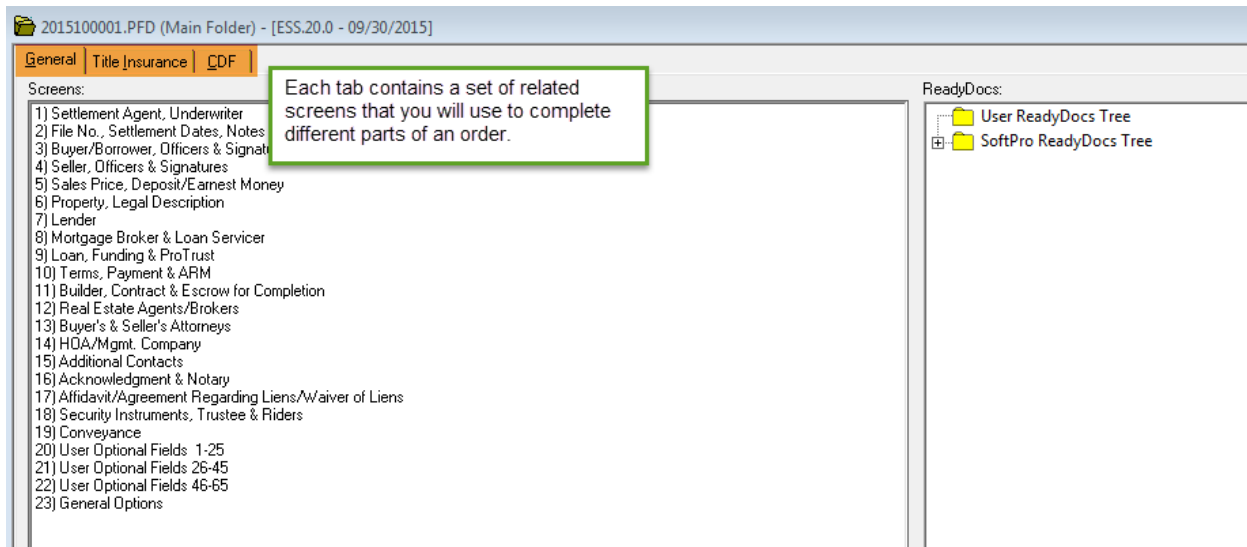 2015100001.PFD (Main Folder) - [ESS.20.0 - 09/30/2015]
General Title Insurance CDF
Screens:
Each tab contains a set of related
screens that you will use to complete
different parts of an order.
1) Settlement Agent, Underwriter
2) File No., Settlement Dates, Notes
3) Buyer/Borrower, Officers &
4) Seller, Officers & Signatures
5) Sales Price, Deposit/Earnest Money
6) Property, Legal Description
7) Lender
8) Mortgage Broker & Loan Servicer
9) Loan, Funding & ProTrust
10) Terms, Payment & ARM
11) Builder, Contract & Escrow for Completion
12) Real Estate Agents/Brokers
13) Buyer's & Seller's Attorneys
14) HOA/Mgmt. Company
15) Additional Contacts
16) Acknowledgment & Notary
17) Affidavit/Agreement Regarding Liens/Waiver of Liens
18) Security Instruments, Trustee & Riders
19) Conveyance
20) User Optional Fields 1-25
21) User Optional Fields 26-45
22) User Optional Fields 46-65
23) General Options
ReadyDocs:
User ReadyDocs Tree
SoftPro ReadyDocs Tree